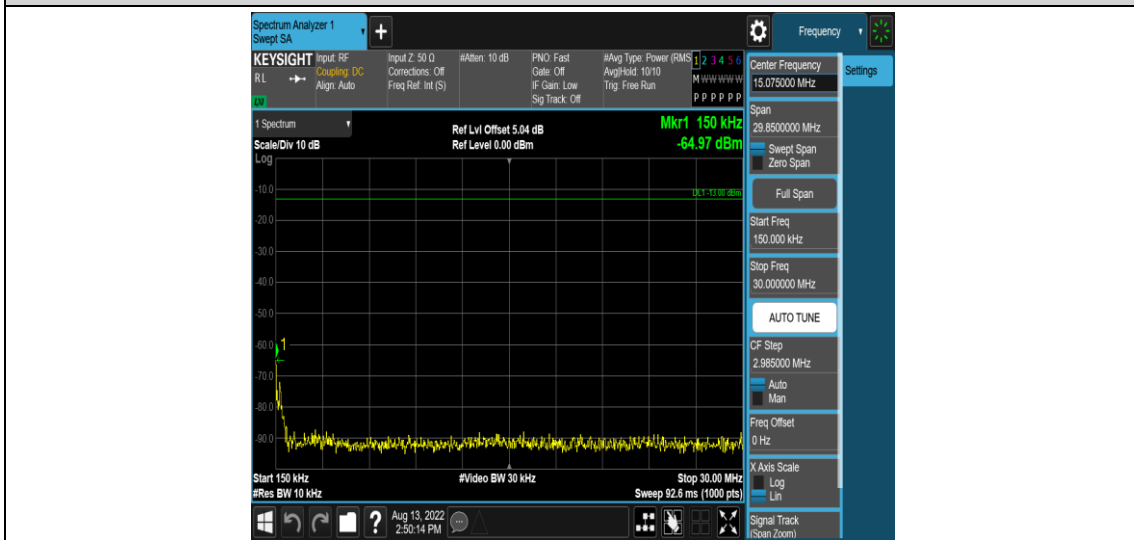 Spectrum Analyzer 1
Swept SA
+
Frequency
KEYSIGHT
RL
LM
Input: RF
Coupling: DC
Align: Auto
Input Z: 50 Ω
Corrections: Off
Freq Ref: Int (S)
#Atten: 10 dB
PNO: Fast
Gate: Off
IF Gain: Low
Sig Track: Off
#Avg Type: Power (RMS
Avg|Hold: 10/10
Trig: Free Run
1 2 3 4 5 6
M W W W W W
P P P P P P
1 Spectrum
Scale/Div 10 dB
Log
Ref Lvl Offset 5.04 dB
Ref Level 0.00 dBm
Mkr1 150 kHz
-64.97 dBm
DL1 -13.00 dBm
-10.0
-20.0
-30.0
-40.0
-50.0
-60.0
1
-70.0
-80.0
-90.0
Start 150 kHz
#Res BW 10 kHz
#Video BW 30 kHz
Stop 30.00 MHz
Sweep 92.6 ms (1000 pts)
?
Aug 13, 2022
2:50:14 PM
Center Frequency
15.075000 MHz
Settings
Span
29.8500000 MHz
Swept Span
Zero Span
Full Span
Start Freq
150.000 kHz
Stop Freq
30.000000 MHz
AUTO TUNE
CF Step
2.985000 MHz
Auto
Man
Freq Offset
0 Hz
X Axis Scale
Log
Lin
Signal Track
(Span Zoom)